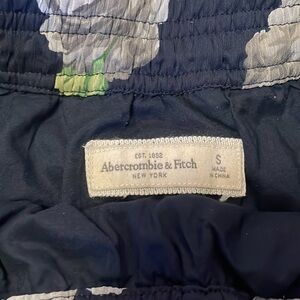 EST. 1892
Abercrombie & Fitch
NEW YORK
S
MADE
IN CHINA